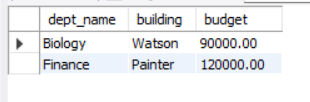 dept_name building budget
Biology Watson 90000.00
Finance Painter 120000.00